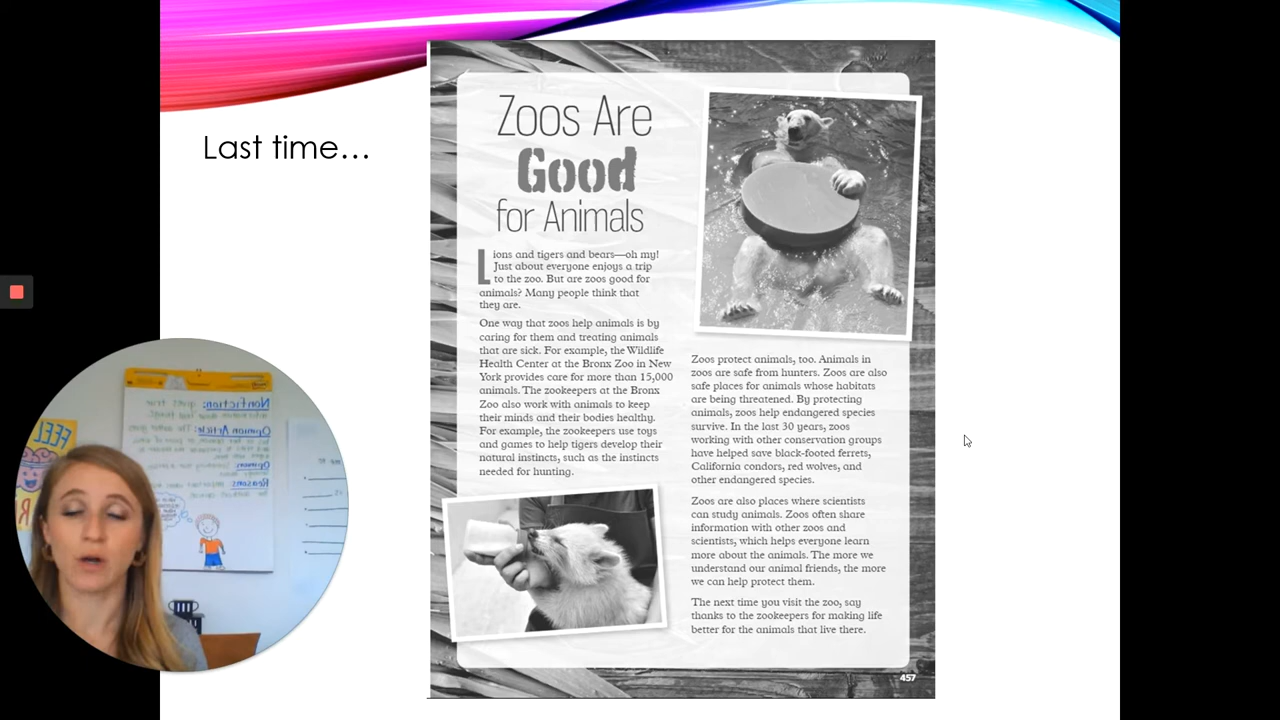 Last time…
Zoos Are
Good
for Animals
Lions and tigers and bears—oh my!
Just about everyone enjoys a trip
to the zoo. But are zoos good for
animals? Many people think that
they are.
One way that zoos help animals is by
caring for them and treating animals
that are sick. For example, the Wildlife
Health Center at the Bronx Zoo in New
York provides care for more than 15,000
animals. The zookeepers at the Bronx
Zoo also work with animals to keep
their minds and their bodies healthy.
For example, the zookeepers use toys
and games to help tigers develop their
natural instincts, such as the instincts
needed for hunting.
Zoos protect animals, too. Animals in
zoos are safe from hunters. Zoos are also
safe places for animals whose habitats
are being threatened. By protecting
animals, zoos help endangered species
survive. In the last 30 years, zoos
working with other conservation groups
have helped save black-footed ferrets,
California condors, red wolves, and
other endangered species.
Zoos are also places where scientists
can study animals. Zoos often share
information with other zoos and
scientists, which helps everyone learn
more about the animals. The more we
understand our animal friends, the more
we can help protect them.
The next time you visit the zoo, say
thanks to the zookeepers for making life
better for the animals that live there.
457
FEEL
Nonfiction:
Opinion Article:
Opinion:
Reasons: